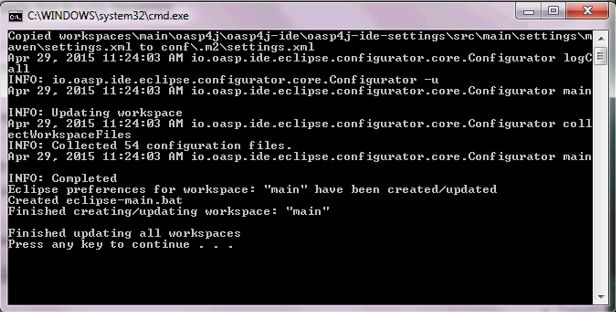 C:\WINDOWS\system32\cmd.exe
Copied workspaces\main\oasp4j\oasp4j-ide\oasp4j-ide-settings\src\main\settings\m
aven\settings.xml to conf\.m2\settings.xml
Apr 29, 2015 11:24:03 AM io.oasp.ide.eclipse.configurator.core.Configurator logC
all
INFO: io.oasp.ide.eclipse.configurator.core.Configurator -u
Apr 29, 2015 11:24:03 AM io.oasp.ide.eclipse.configurator.core.Configurator main

INFO: Updating workspace
Apr 29, 2015 11:24:03 AM io.oasp.ide.eclipse.configurator.core.Configurator coll
ectWorkspaceFiles
INFO: Collected 54 configuration files.
Apr 29, 2015 11:24:03 AM io.oasp.ide.eclipse.configurator.core.Configurator main

INFO: Completed
Eclipse preferences for workspace: "main" have been created/updated
Created eclipse-main.bat
Finished creating/updating workspace: "main"

Finished updating all workspaces
Press any key to continue . . .